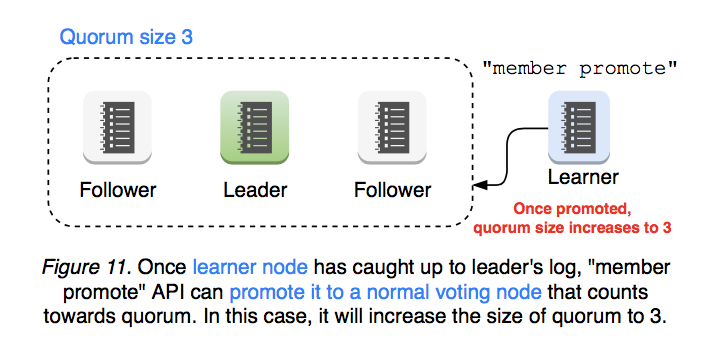 Quorum size 3
"member promote"
Follower
Leader
Follower
Learner
Once promoted,
quorum size increases to 3
Figure 11. Once learner node has caught up to leader's log, "member
promote" API can promote it to a normal voting node that counts
towards quorum. In this case, it will increase the size of quorum to 3.